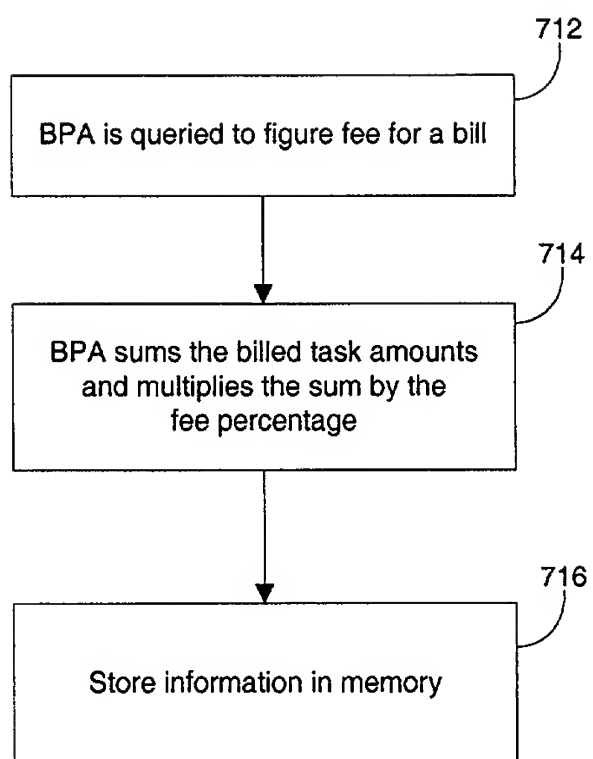 712
BPA is queried to figure fee for a bill
714
BPA sums the billed task amounts
and multiplies the sum by the
fee percentage
716
Store information in memory